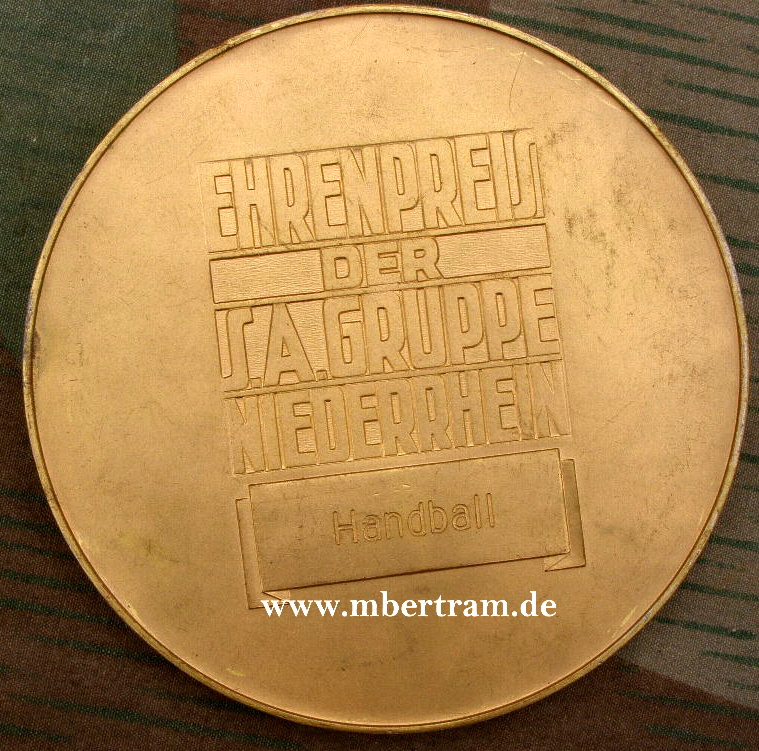 EHRENPREIS
DER
S.A.GRUPPE
NIEDERRHEIN
Handball
www.mbertram.de